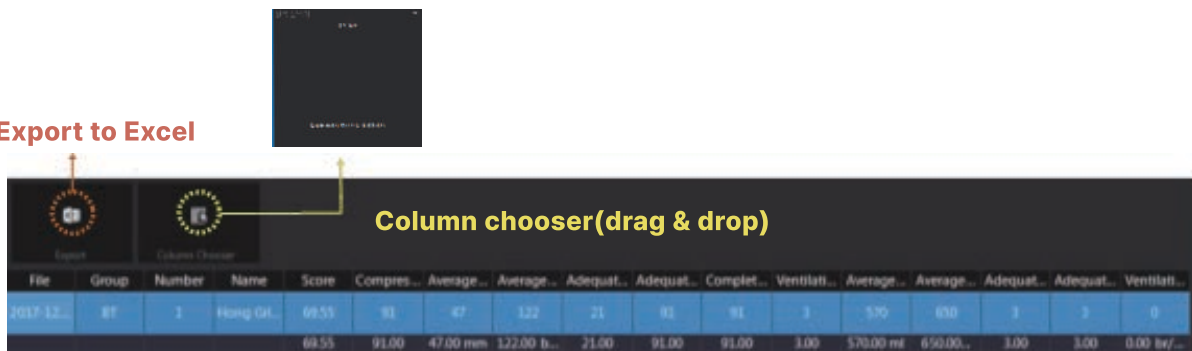 Export to Excel
Column chooser(drag & drop)
Export
Column Chooser
File Group Number Name Score Compres... Average... Average... Adequat... Adequat... Complet... Ventilati... Average... Average... Adequat... Adequat... Ventilati...
2017-12... BT 1 Hong Gil... 69.55 91 47 122 21 91 91 3 570 650 3 3 0
69.55 91.00 47.00 mm 122.00 b... 21.00 91.00 91.00 3.00 570.00 ml 650.00... 3.00 3.00 0.00 br/...